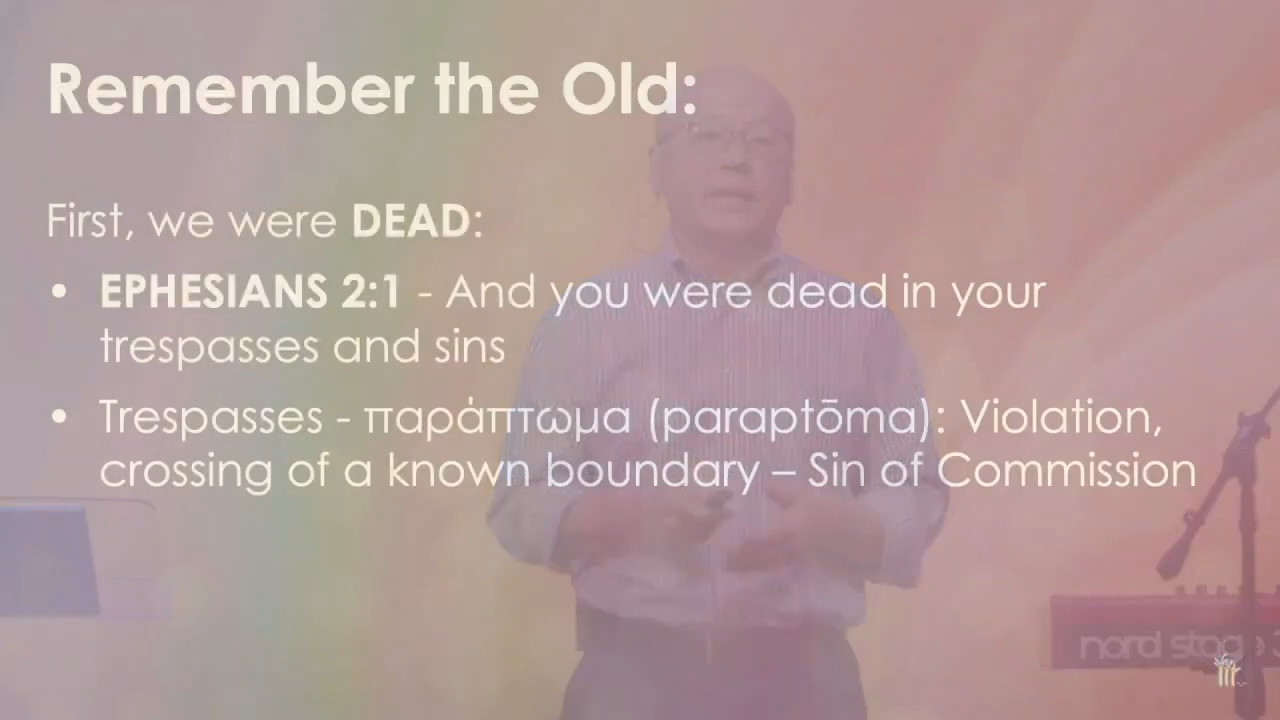 Remember the Old:
First, we were DEAD:
• EPHESIANS 2:1 - And you were dead in your
trespasses and sins
• Trespasses - παράπτωμα (paraptōma): Violation,
crossing of a known boundary – Sin of Commission
nord stage 3